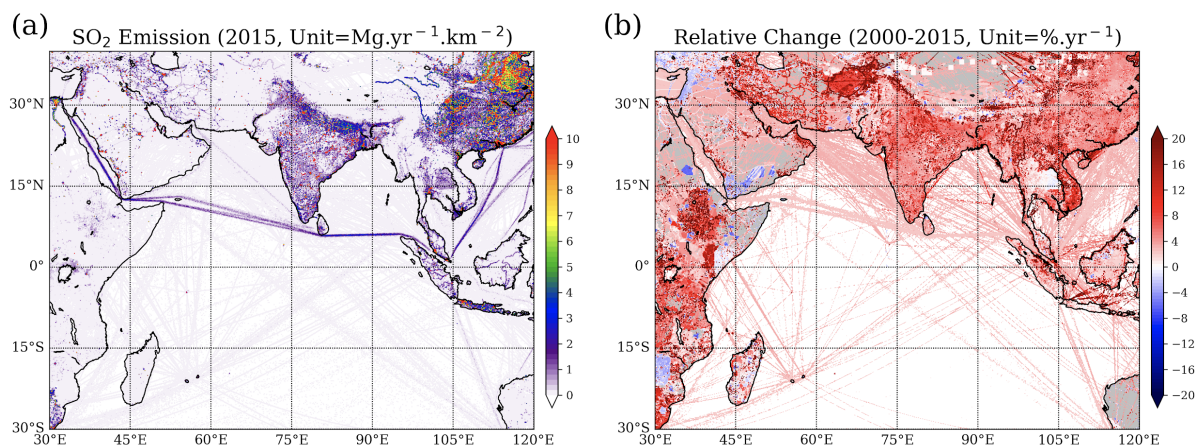 (a)
SO₂ Emission (2015, Unit=Mg.yr⁻¹.km⁻²)
30°N
15°N
0°
15°S
30°S
30°E
45°E
60°E
75°E
90°E
105°E
120°E
10
9
8
7
6
5
4
3
2
1
0
(b)
Relative Change (2000-2015, Unit=%.yr⁻¹)
30°N
15°N
0°
15°S
30°S
30°E
45°E
60°E
75°E
90°E
105°E
120°E
20
16
12
8
4
0
−4
−8
−12
−16
−20